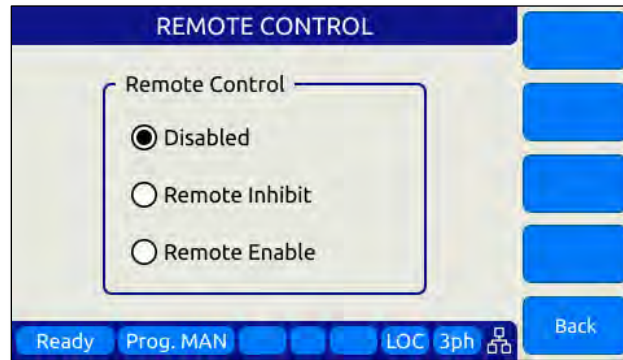 REMOTE CONTROL
Remote Control
Disabled
Remote Inhibit
Remote Enable
Back
Ready
Prog. MAN
LOC
3ph